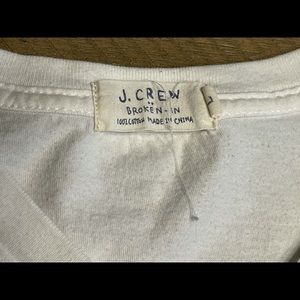 J. CREW
BROKEN-IN
100% COTTON MADE IN CHINA
L